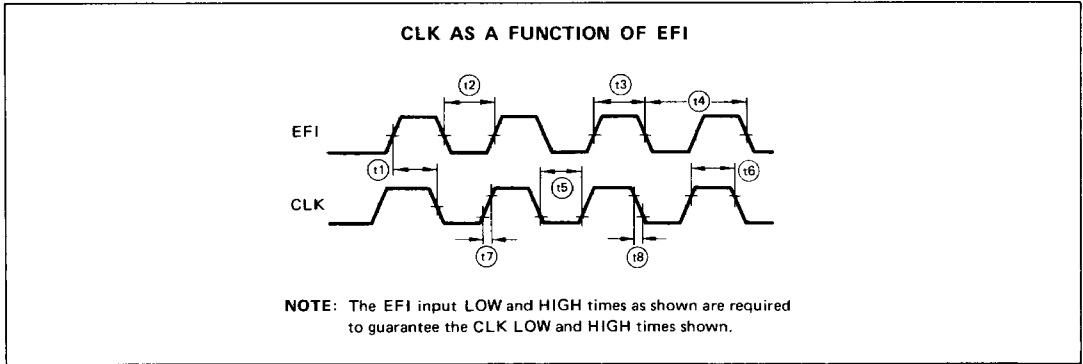 CLK AS A FUNCTION OF EFI
t2
t3
t4
EFI
t1
t5
t6
CLK
t7
t8
NOTE: The EFI input LOW and HIGH times as shown are required
to guarantee the CLK LOW and HIGH times shown.